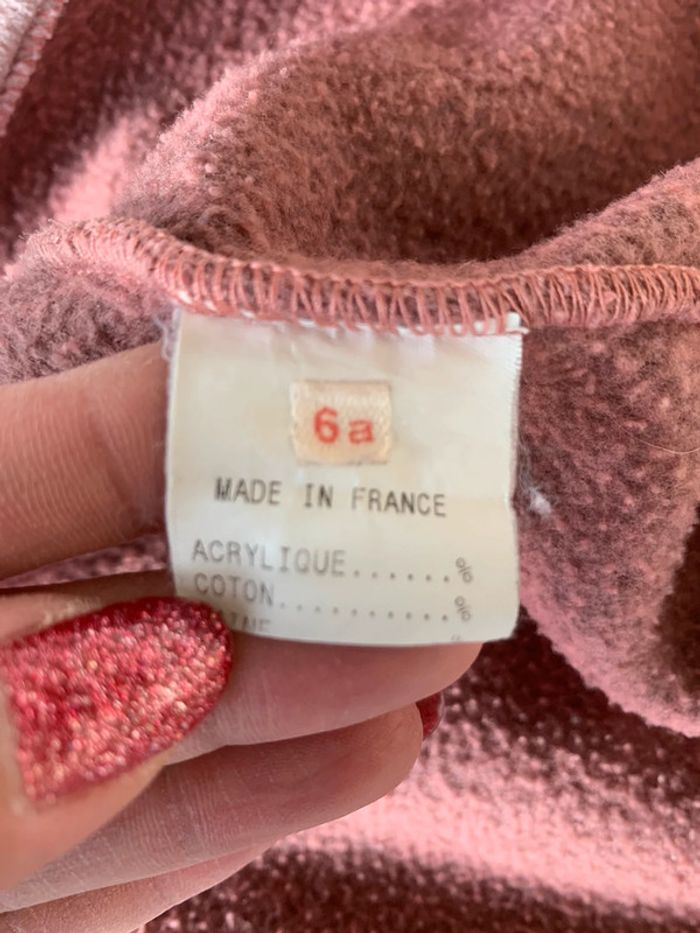 6a
MADE IN FRANCE
ACRYLIQUE......%
COTON..........%